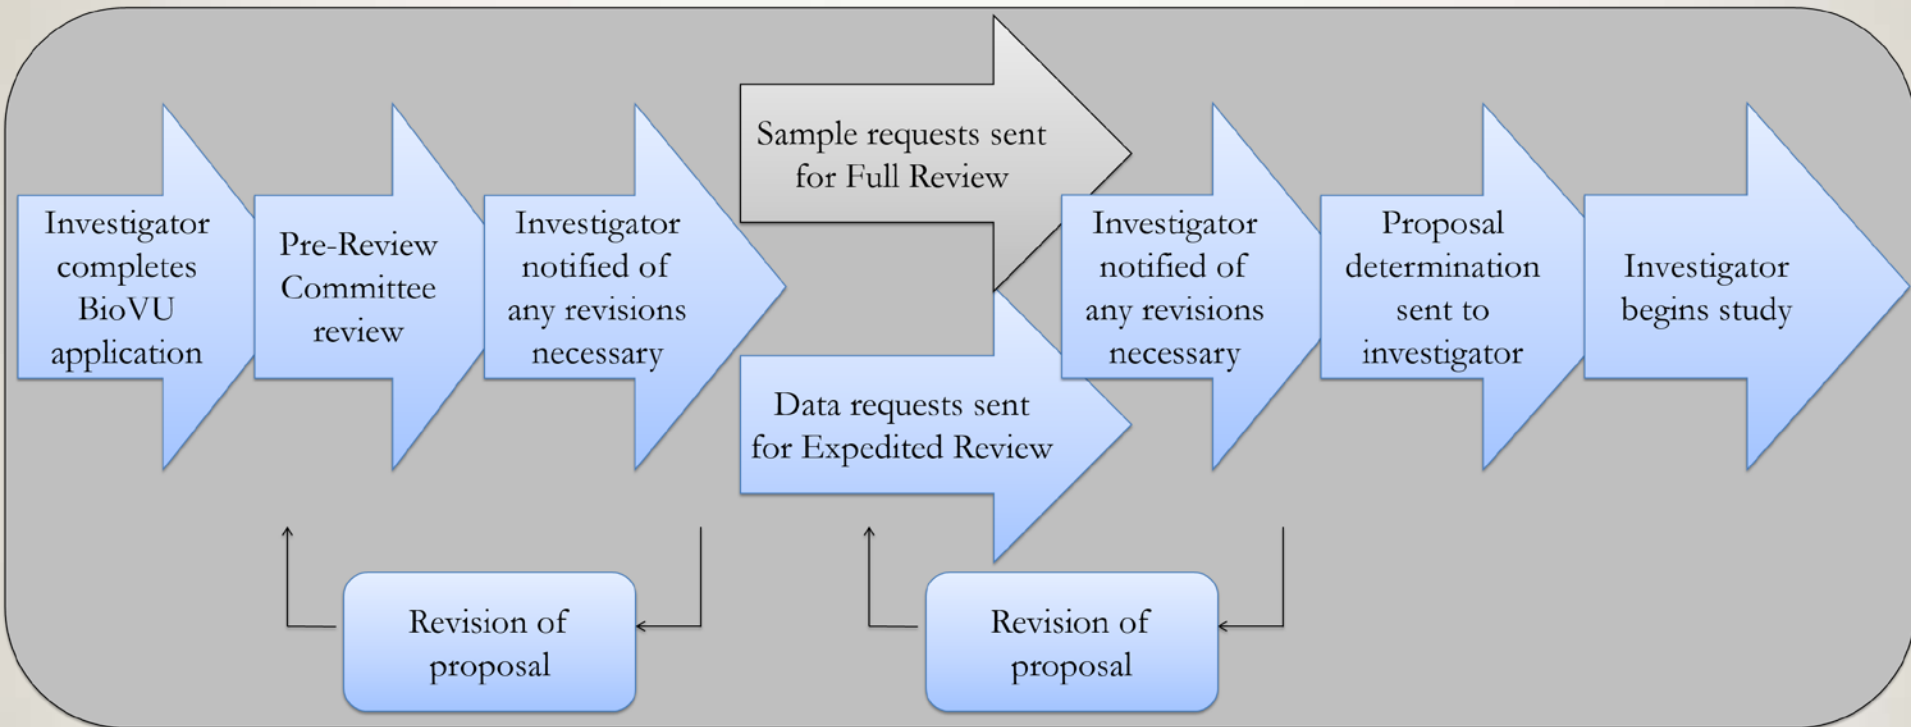 Investigator
completes
BioVU
application
Pre-Review
Committee
review
Investigator
notified of
any revisions
necessary
Sample requests sent
for Full Review
Data requests sent
for Expedited Review
Investigator
notified of
any revisions
necessary
Proposal
determination
sent to
investigator
Investigator
begins study
Revision of
proposal
Revision of
proposal